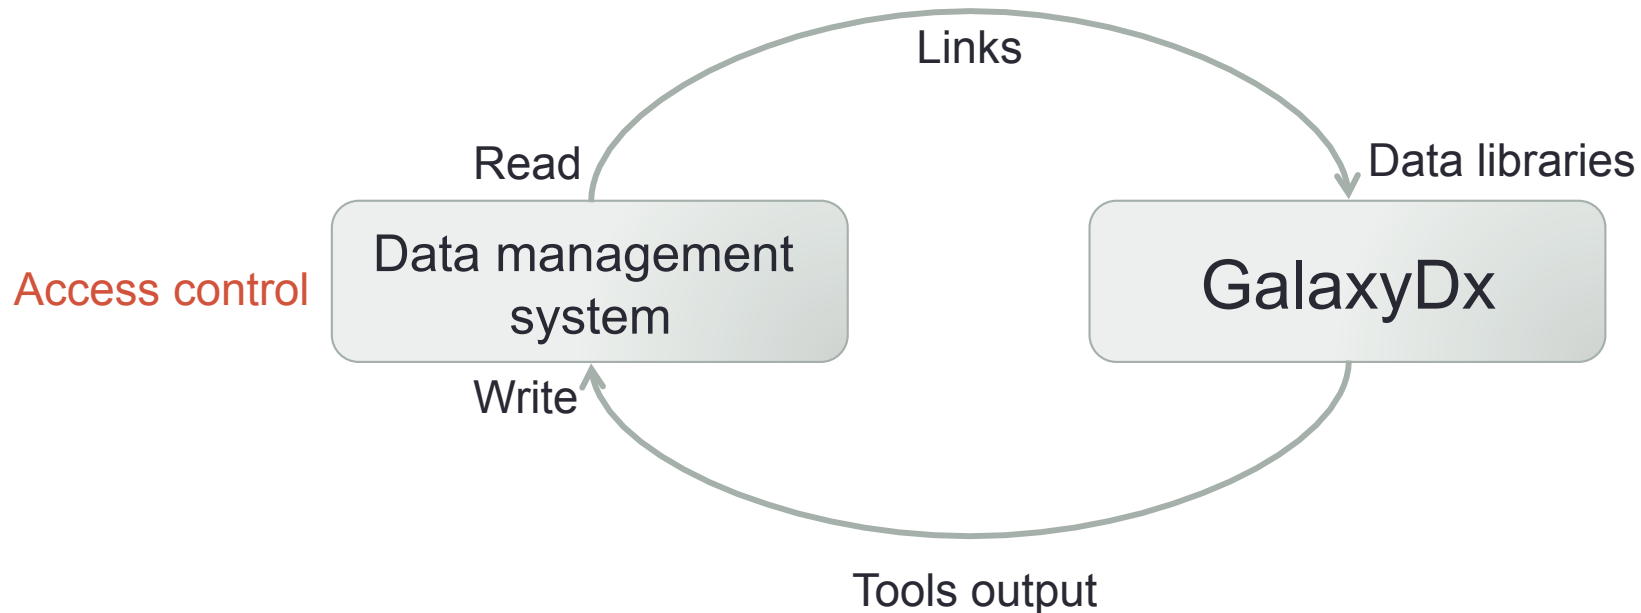 Links
Read
Data libraries
Data management
system
Access control
GalaxyDx
Write
Tools output